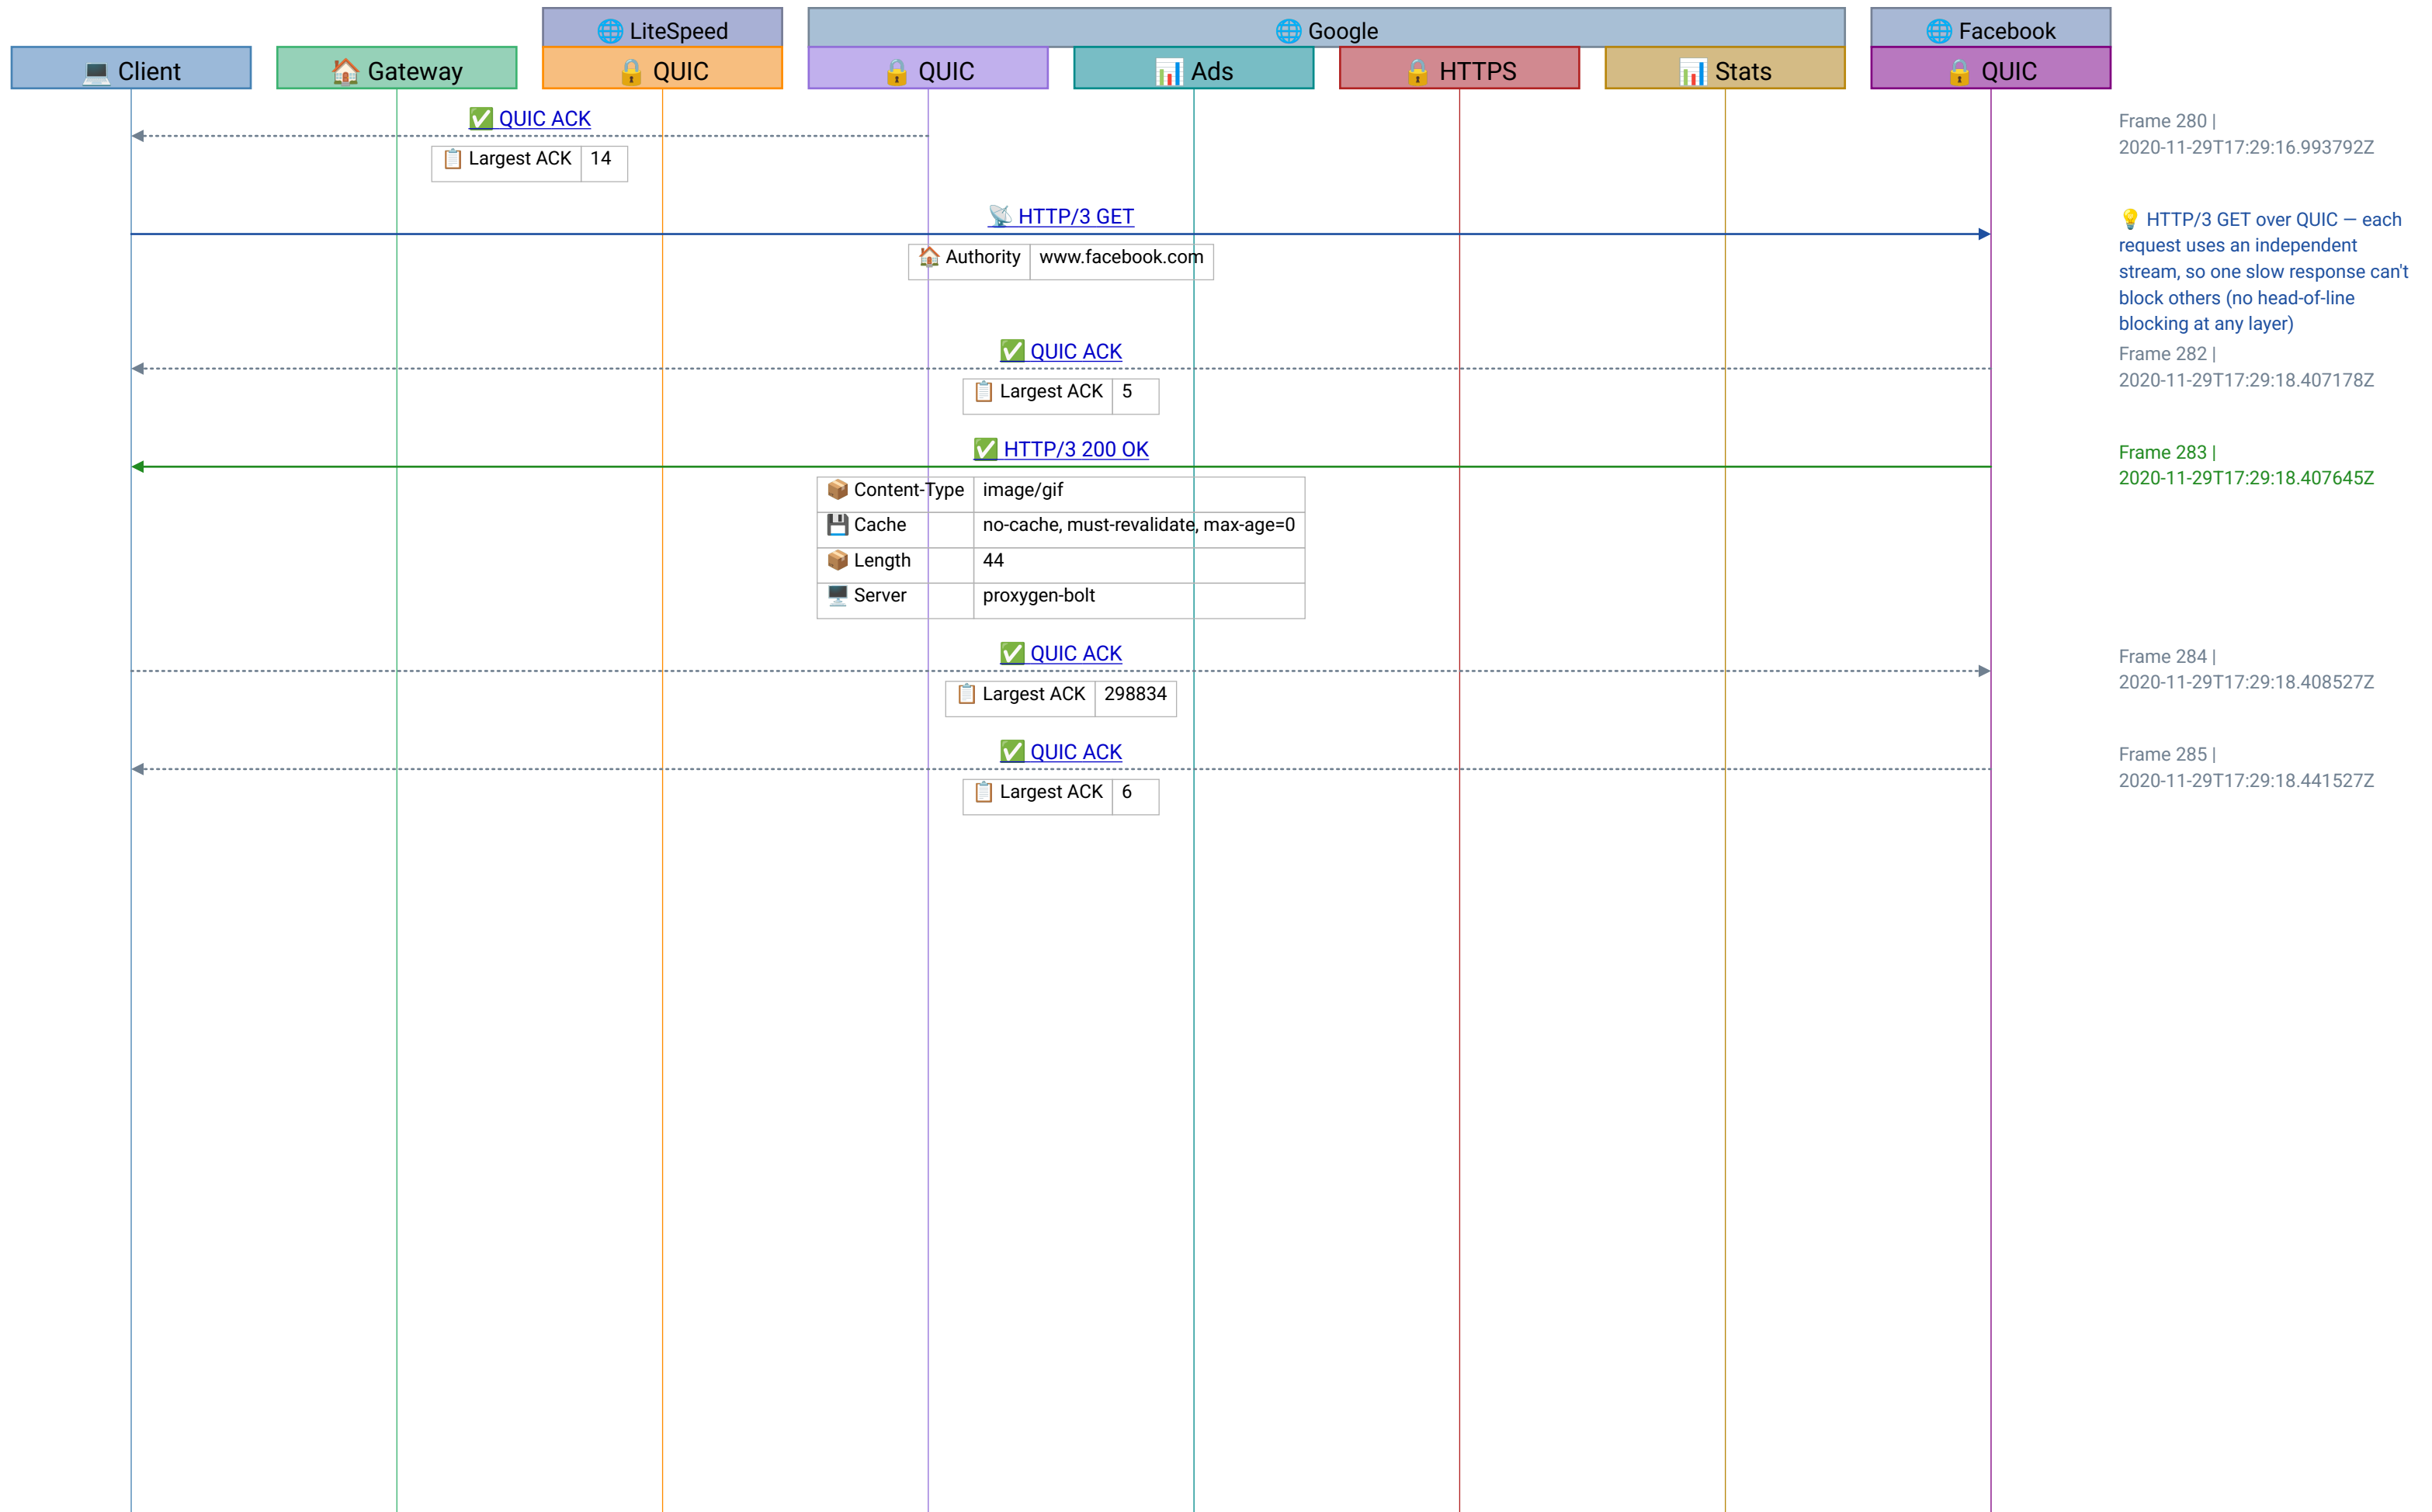 🌐 LiteSpeed
🌐 Google
🌐 Facebook
💻 Client
🏠 Gateway
🔒 QUIC
🔒 QUIC
📊 Ads
🔒 HTTPS
📊 Stats
🔒 QUIC
✅ QUIC ACK
Frame 280 |
2020-11-29T17:29:16.993792Z
📋 Largest ACK 14
📡 HTTP/3 GET
🏠 Authority www.facebook.com
💡 HTTP/3 GET over QUIC — each
request uses an independent
stream, so one slow response can't
block others (no head-of-line
blocking at any layer)
✅ QUIC ACK
Frame 282 |
2020-11-29T17:29:18.407178Z
📋 Largest ACK 5
✅ HTTP/3 200 OK
Frame 283 |
2020-11-29T17:29:18.407645Z
📦 Content-Type image/gif
💾 Cache no-cache, must-revalidate, max-age=0
📦 Length 44
🖥️ Server proxygen-bolt
✅ QUIC ACK
Frame 284 |
2020-11-29T17:29:18.408527Z
📋 Largest ACK 298834
✅ QUIC ACK
Frame 285 |
2020-11-29T17:29:18.441527Z
📋 Largest ACK 6